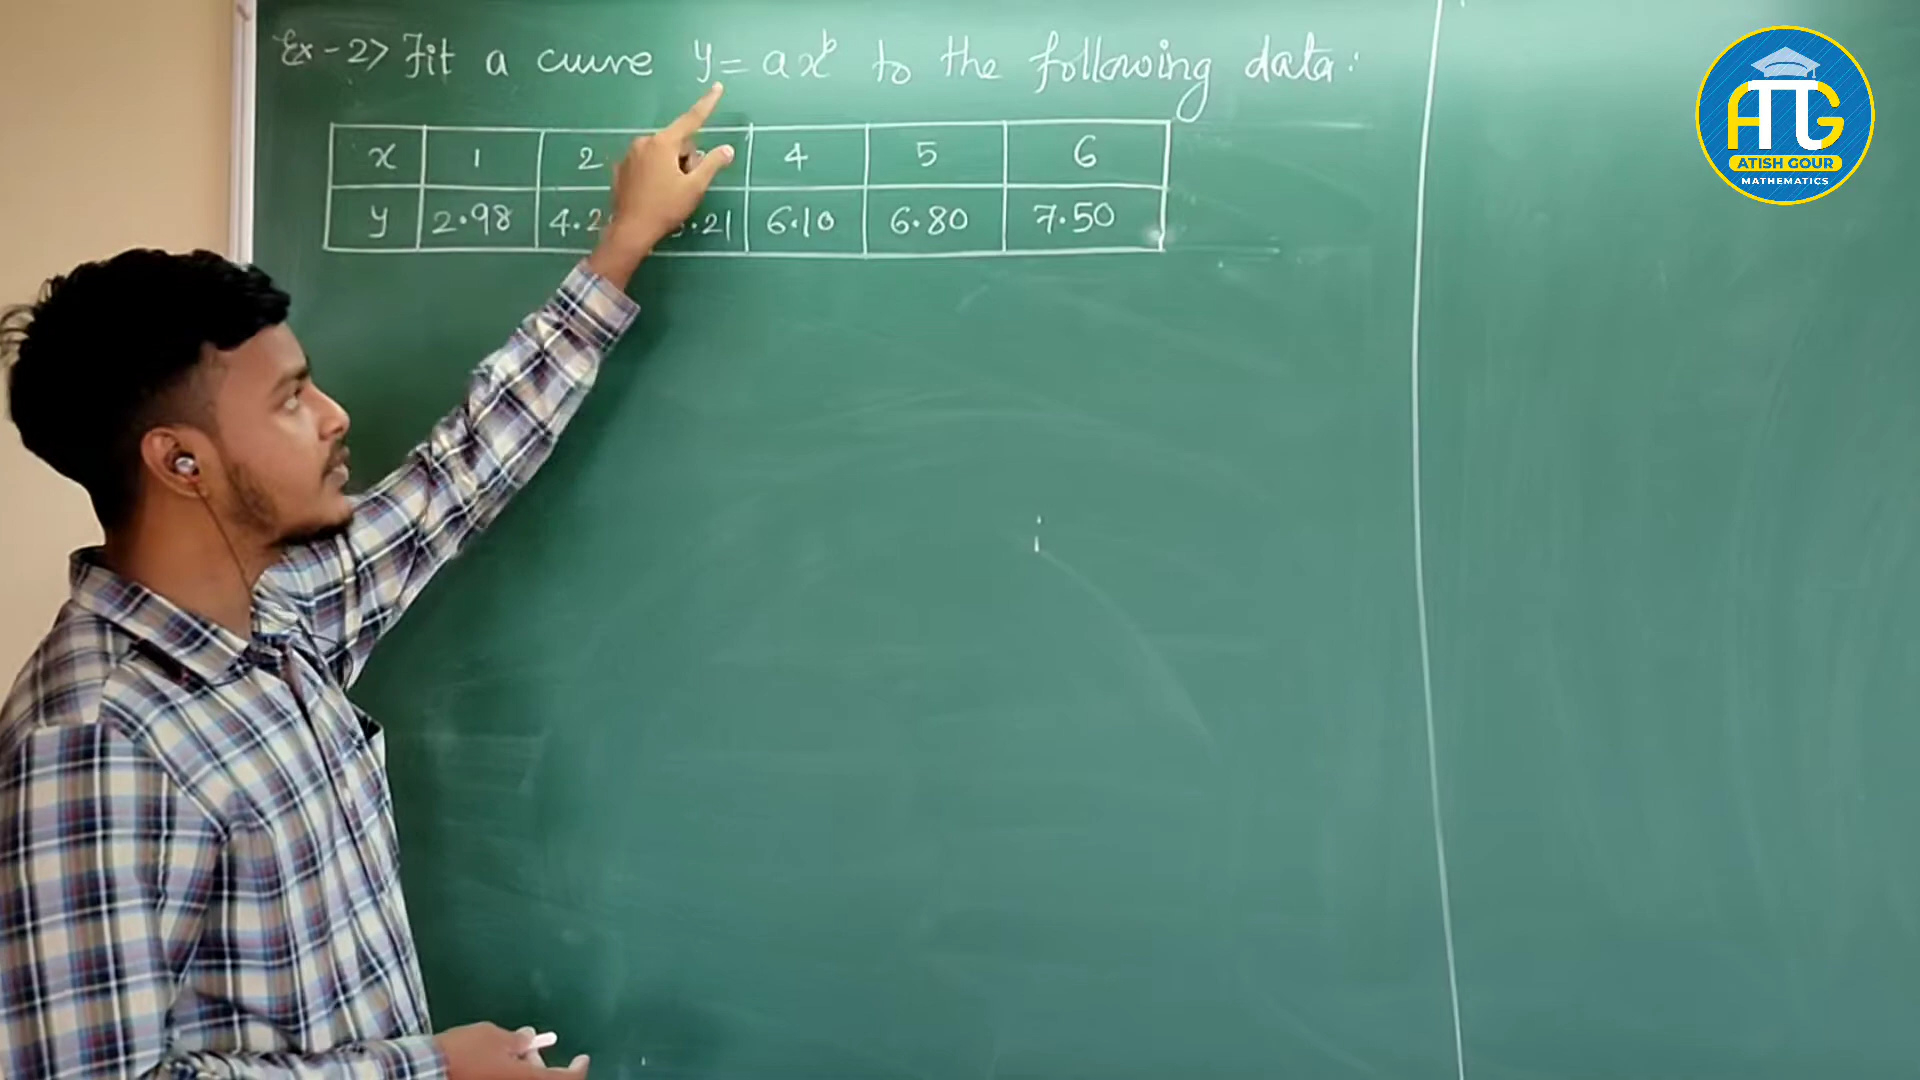 Ex-2> Fit a curve y = ax^b to the following data:
x 1 2 4 5 6
y 2.98 4.2 .21 6.10 6.80 7.50
ATG
ATISH GOUR
MATHEMATICS